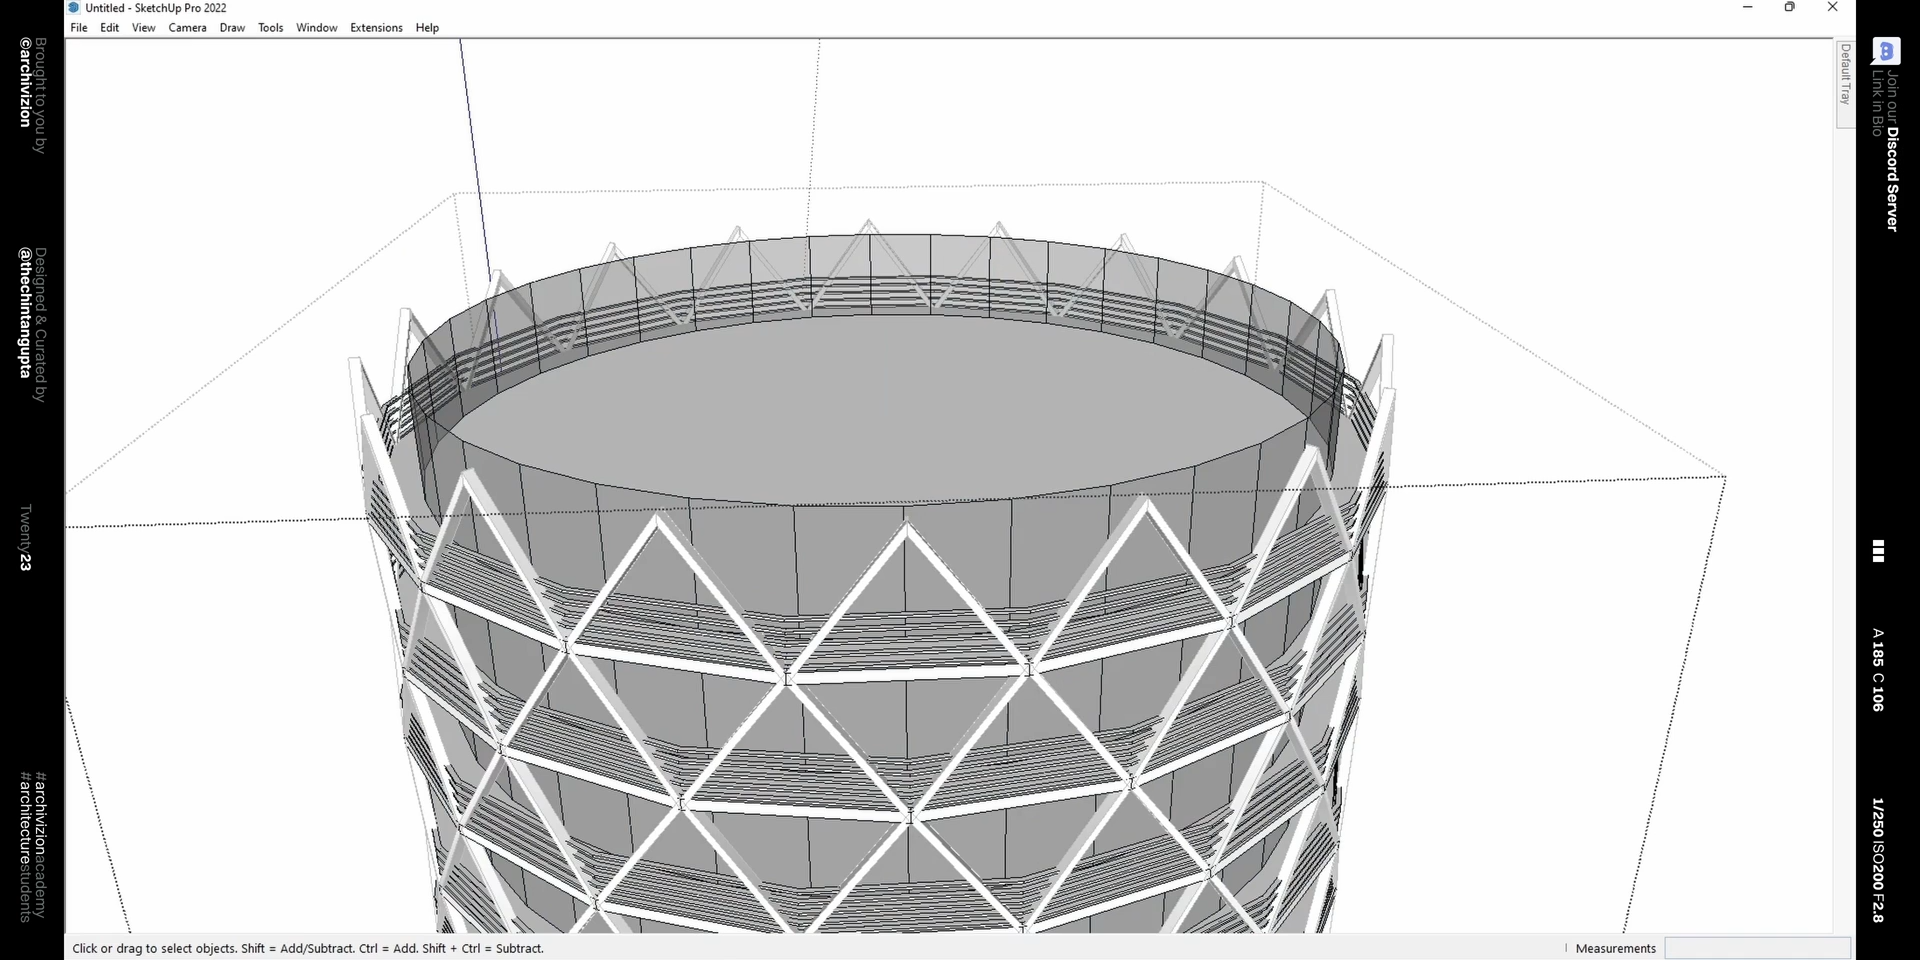 Untitled - SketchUp Pro 2022
File Edit View Camera Draw Tools Window Extensions Help
Default Tray
Click or drag to select objects. Shift = Add/Subtract. Ctrl = Add. Shift + Ctrl = Subtract.
Measurements
Brought to you by
©archivizion
Designed & Curated by
@thechintangupta
Twenty23
#archivizionacademy
#architecturestudents
Join our Discord Server
Link in Bio
A 185 C 106
1/250 ISO200 F2.8